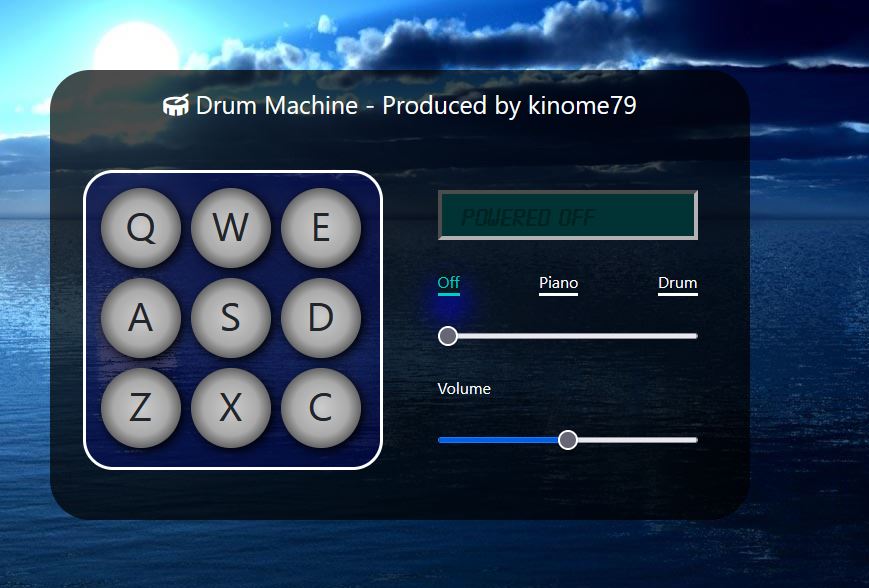 Drum Machine - Produced by kinome79
Q W E
A S D
Z X C
POWERED OFF
Off Piano Drum
Volume